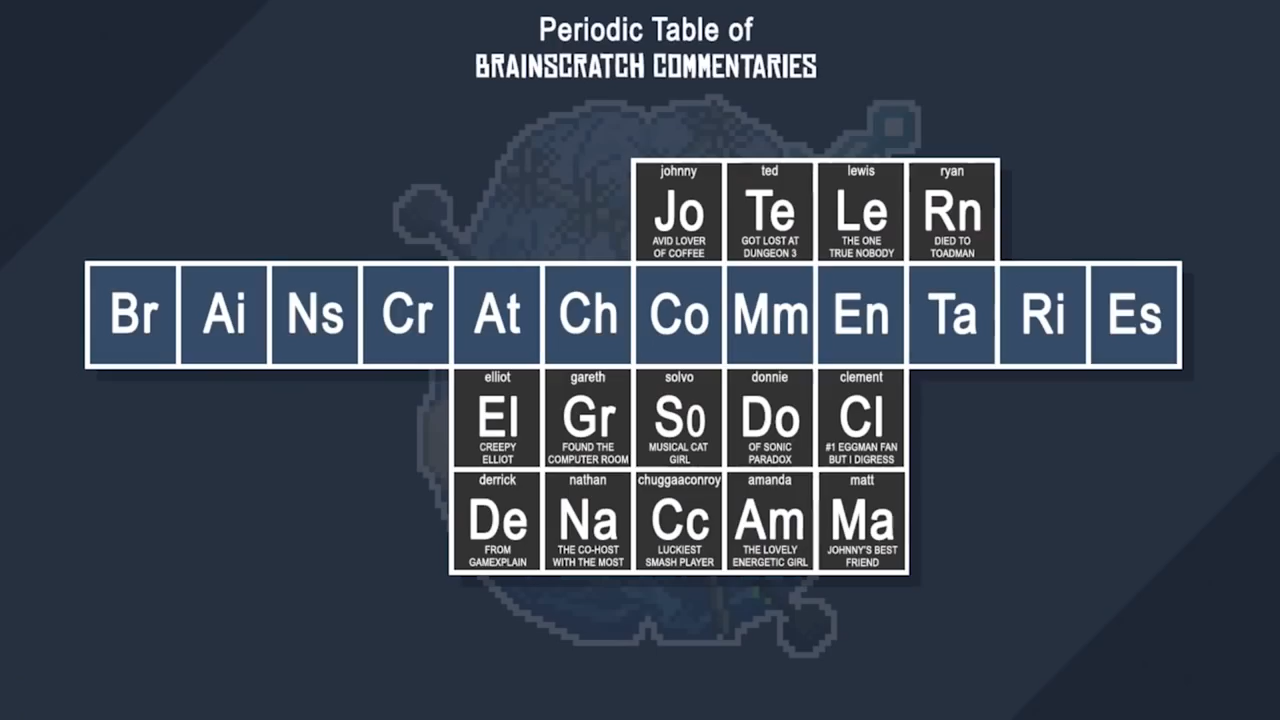 Periodic Table of
BRAINSCRATCH COMMENTARIES
johnny ted lewis ryan
Jo Te Le Rn
AVID LOVER GOT LOST AT THE ONE DIED TO
OF COFFEE DUNGEON 3 TRUE NOBODY TOADMAN
Br Ai Ns Cr At Ch Co Mm En Ta Ri Es
elliot gareth solvo donnie clement
El Gr So Do Cl
CREEPY FOUND THE MUSICAL CAT OF SONIC #1 EGGMAN FAN
ELLIOT COMPUTER ROOM GIRL PARADOX BUT I DIGRESS
derrick nathan chuggaaconroy amanda matt
De Na Cc Am Ma
FROM THE CO-HOST LUCKIEST THE LOVELY JOHNNY'S BEST
GAMEXPLAIN WITH THE MOST SMASH PLAYER ENERGETIC GIRL FRIEND